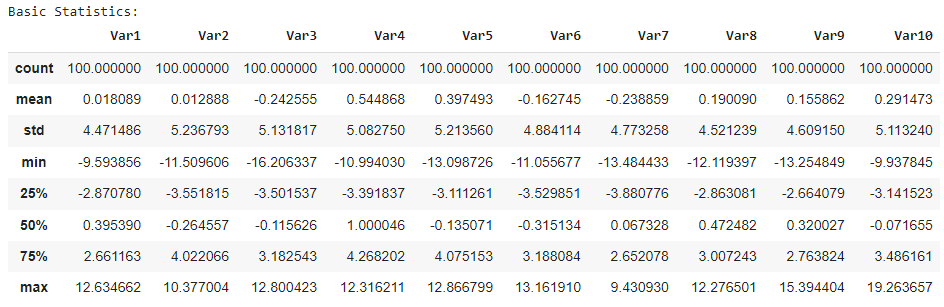 Basic Statistics:
Var1 Var2 Var3 Var4 Var5 Var6 Var7 Var8 Var9 Var10
count 100.000000 100.000000 100.000000 100.000000 100.000000 100.000000 100.000000 100.000000 100.000000 100.000000
mean 0.018089 0.012888 -0.242555 0.544868 0.397493 -0.162745 -0.238859 0.190090 0.155862 0.291473
std 4.471486 5.236793 5.131817 5.082750 5.213560 4.884114 4.773258 4.521239 4.609150 5.113240
min -9.593856 -11.509606 -16.206337 -10.994030 -13.098726 -11.055677 -13.484433 -12.119397 -13.254849 -9.937845
25% -2.870780 -3.551815 -3.501537 -3.391837 -3.111261 -3.529851 -3.880776 -2.863081 -2.664079 -3.141523
50% 0.395390 -0.264557 -0.115626 1.000046 -0.135071 -0.315134 0.067328 0.472482 0.320027 -0.071655
75% 2.661163 4.022066 3.182543 4.268202 4.075153 3.188084 2.652078 3.007243 2.763824 3.486161
max 12.634662 10.377004 12.800423 12.316211 12.866799 13.161910 9.430930 12.276501 15.394404 19.263657